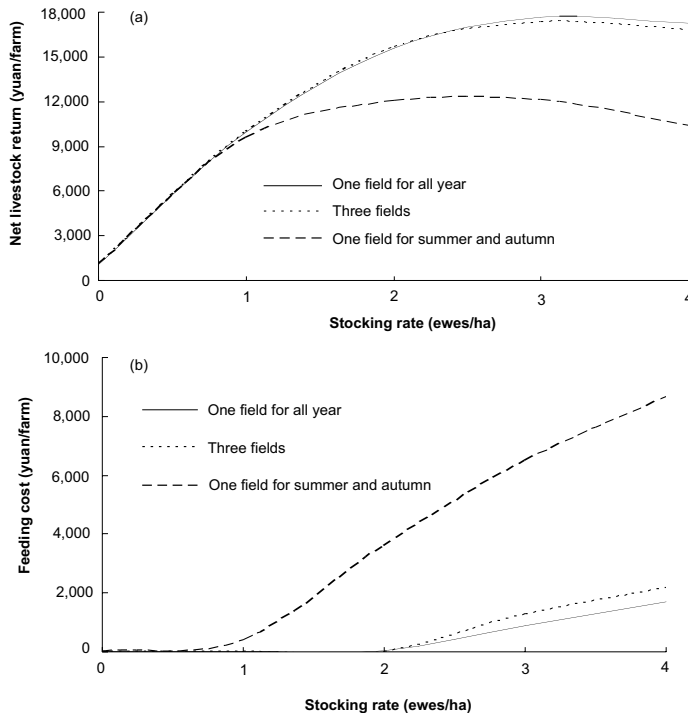 (a)
18,000
15,000
12,000
9,000
6,000
3,000
0
Net livestock return (yuan/farm)
One field for all year
Three fields
One field for summer and autumn
0 1 2 3 4
Stocking rate (ewes/ha)
(b)
10,000
8,000
6,000
4,000
2,000
0
Feeding cost (yuan/farm)
One field for all year
Three fields
One field for summer and autumn
0 1 2 3 4
Stocking rate (ewes/ha)